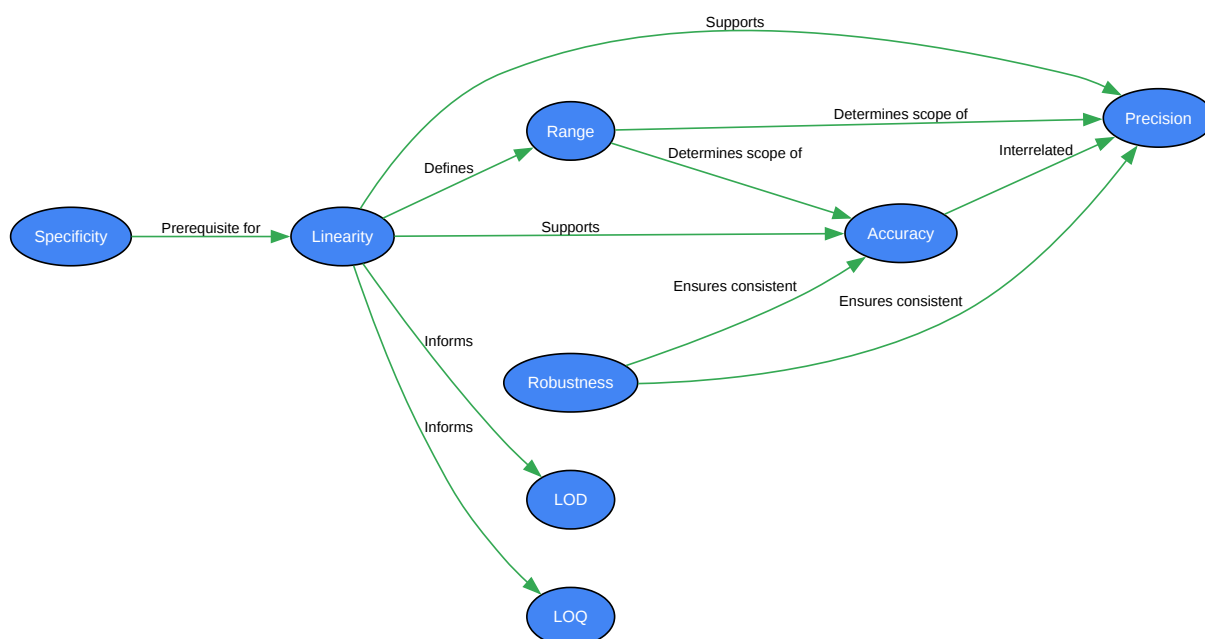 Supports
Range
Determines scope of
Precision
Defines
Determines scope of
Interrelated
Specificity
Prerequisite for
Linearity
Supports
Accuracy
Ensures consistent
Ensures consistent
Informs
Robustness
Informs
LOD
LOQ